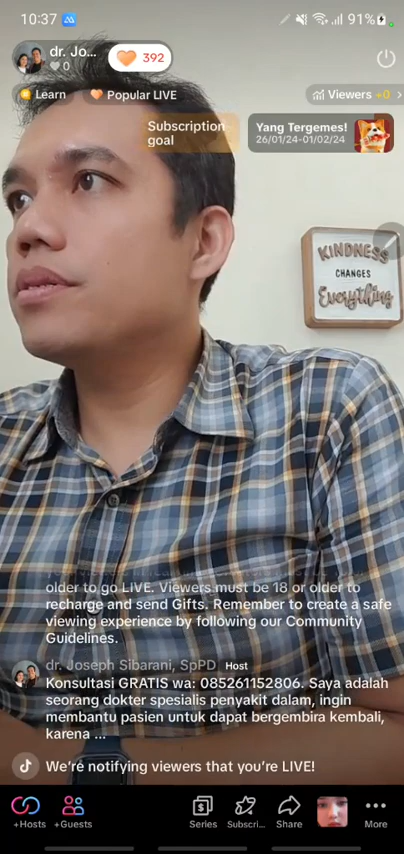 10:37
91%
dr. Jo...
0
392
Learn
Popular LIVE
Viewers +0
Subscription goal
Yang Tergemes!
26/01/24-01/02/24
KINDNESS
CHANGES
Everything
older to go LIVE. Viewers must be 18 or older to
recharge and send Gifts. Remember to create a safe
viewing experience by following our Community
Guidelines.
dr. Joseph Sibarani, SpPD Host
Konsultasi GRATIS wa: 085261152806. Saya adalah
seorang dokter spesialis penyakit dalam, ingin
membantu pasien untuk dapat bergembira kembali,
karena ...
We're notifying viewers that you're LIVE!
+Hosts
+Guests
Series
Subscri...
Share
More